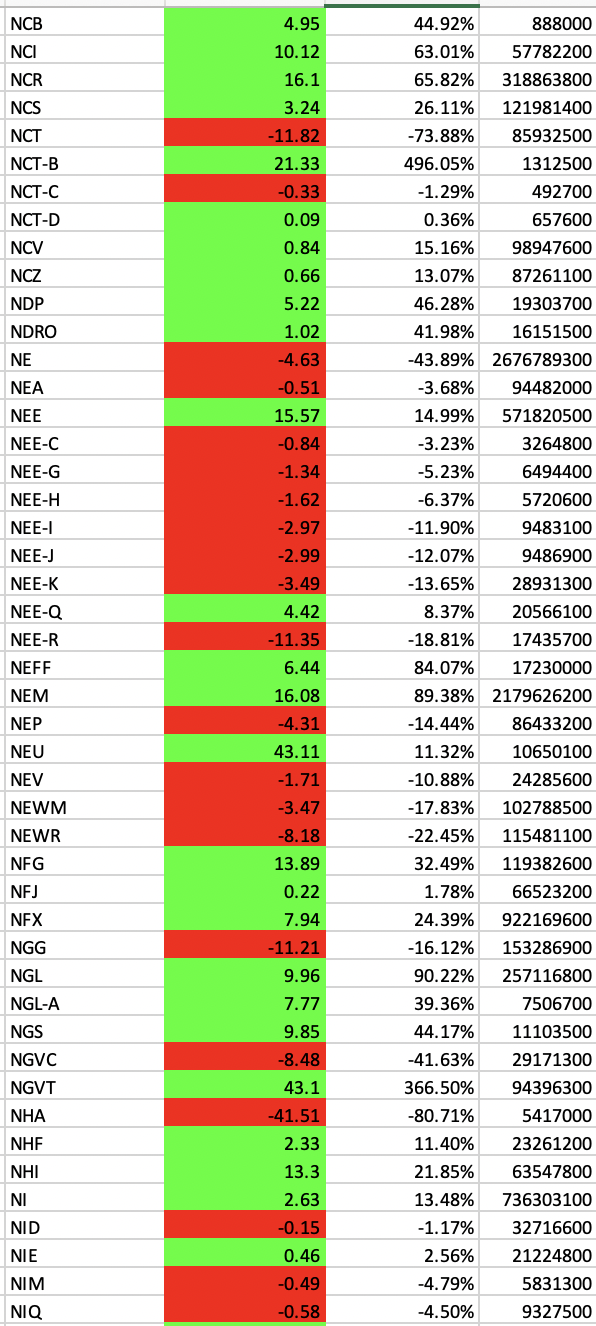 NCB 4.95 44.92% 888000
NCI 10.12 63.01% 57782200
NCR 16.1 65.82% 318863800
NCS 3.24 26.11% 121981400
NCT -11.82 -73.88% 85932500
NCT-B 21.33 496.05% 1312500
NCT-C -0.33 -1.29% 492700
NCT-D 0.09 0.36% 657600
NCV 0.84 15.16% 98947600
NCZ 0.66 13.07% 87261100
NDP 5.22 46.28% 19303700
NDRO 1.02 41.98% 16151500
NE -4.63 -43.89% 2676789300
NEA -0.51 -3.68% 94482000
NEE 15.57 14.99% 571820500
NEE-C -0.84 -3.23% 3264800
NEE-G -1.34 -5.23% 6494400
NEE-H -1.62 -6.37% 5720600
NEE-I -2.97 -11.90% 9483100
NEE-J -2.99 -12.07% 9486900
NEE-K -3.49 -13.65% 28931300
NEE-Q 4.42 8.37% 20566100
NEE-R -11.35 -18.81% 17435700
NEFF 6.44 84.07% 17230000
NEM 16.08 89.38% 2179626200
NEP -4.31 -14.44% 86433200
NEU 43.11 11.32% 10650100
NEV -1.71 -10.88% 24285600
NEWM -3.47 -17.83% 102788500
NEWR -8.18 -22.45% 115481100
NFG 13.89 32.49% 119382600
NFJ 0.22 1.78% 66523200
NFX 7.94 24.39% 922169600
NGG -11.21 -16.12% 153286900
NGL 9.96 90.22% 257116800
NGL-A 7.77 39.36% 7506700
NGS 9.85 44.17% 11103500
NGVC -8.48 -41.63% 29171300
NGVT 43.1 366.50% 94396300
NHA -41.51 -80.71% 5417000
NHF 2.33 11.40% 23261200
NHI 13.3 21.85% 63547800
NI 2.63 13.48% 736303100
NID -0.15 -1.17% 32716600
NIE 0.46 2.56% 21224800
NIM -0.49 -4.79% 5831300
NIQ -0.58 -4.50% 9327500